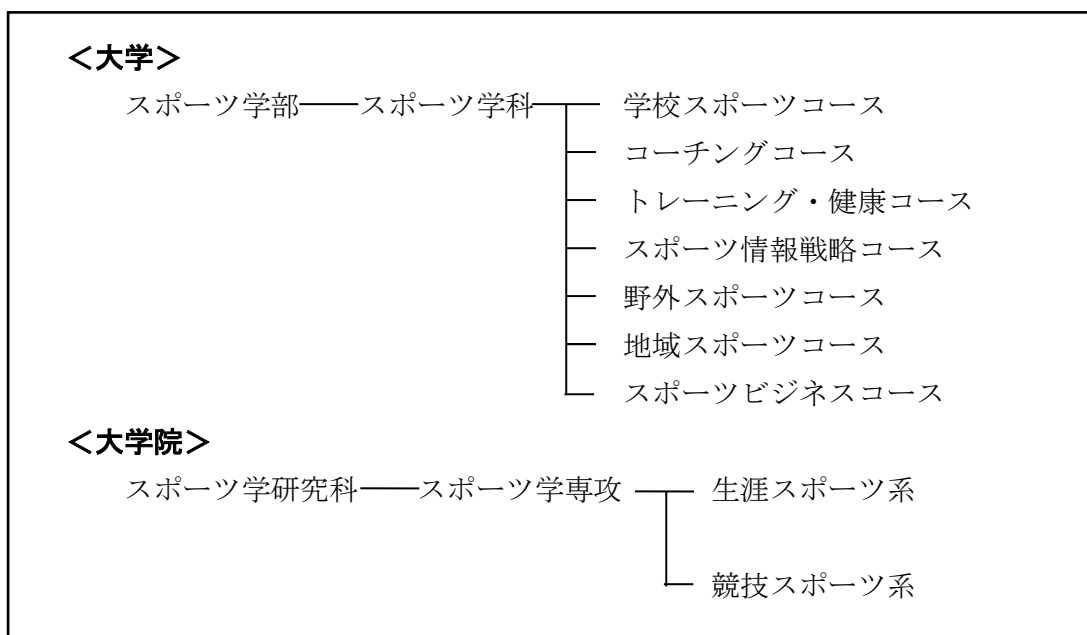 ＜大学＞
スポーツ学部 スポーツ学科 学校スポーツコース
コーチングコース
トレーニング・健康コース
スポーツ情報戦略コース
野外スポーツコース
地域スポーツコース
スポーツビジネスコース
＜大学院＞
スポーツ学研究科 スポーツ学専攻 生涯スポーツ系
競技スポーツ系